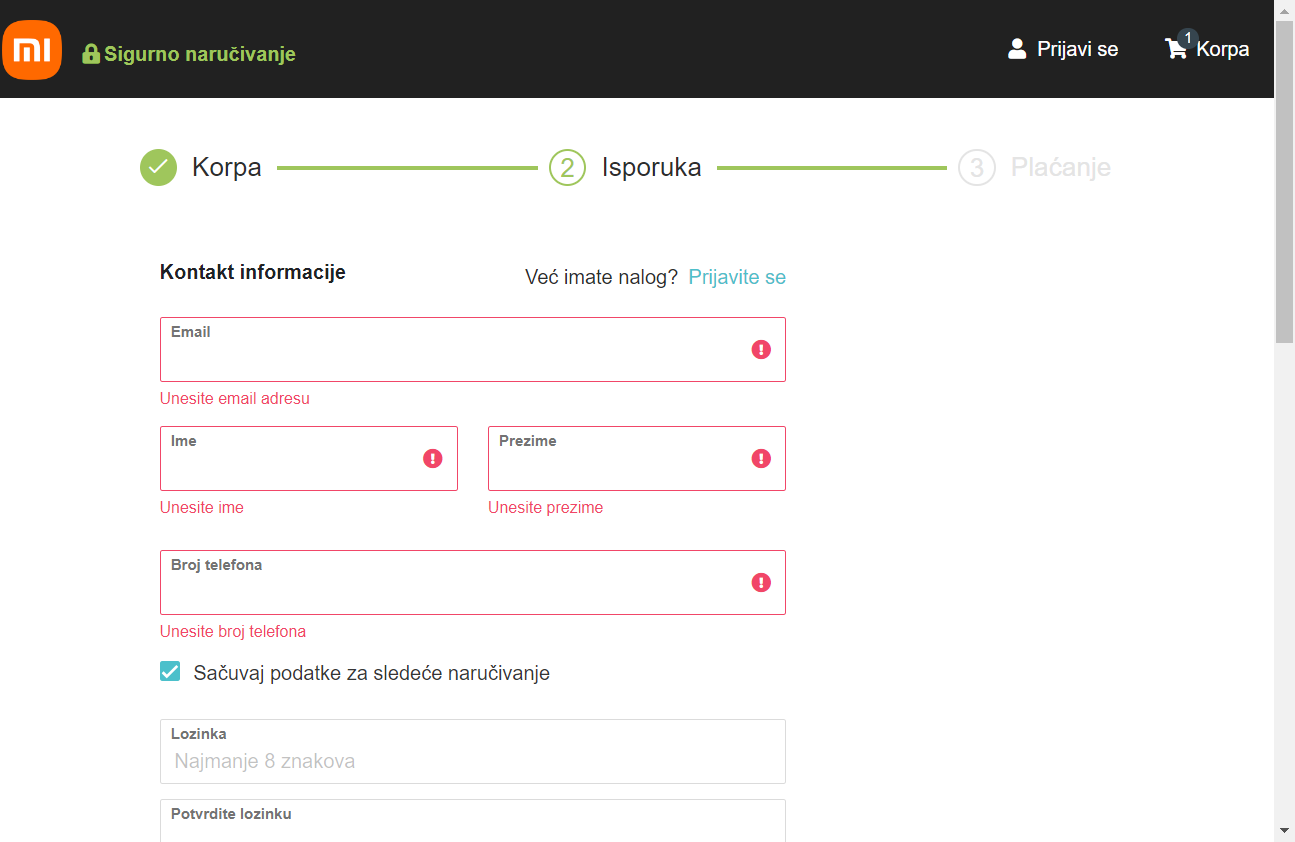 mi
Sigurno naručivanje
Prijavi se
1
Korpa
Korpa
2
Isporuka
3
Plaćanje
Kontakt informacije
Već imate nalog? Prijavite se
Email
Unesite email adresu
Ime
Prezime
Unesite ime
Unesite prezime
Broj telefona
Unesite broj telefona
Sačuvaj podatke za sledeće naručivanje
Lozinka
Najmanje 8 znakova
Potvrdite lozinku